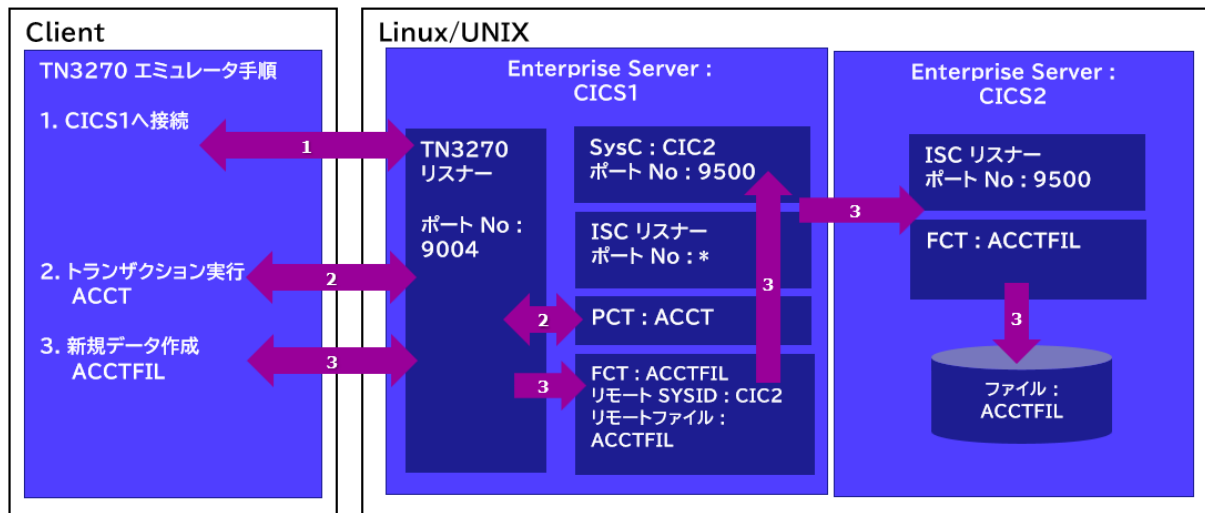 Client
TN3270 エミュレータ手順
1. CICS1へ接続
2. トランザクション実行
ACCT
3. 新規データ作成
ACCTFIL
1
2
3
Linux/UNIX
Enterprise Server :
CICS1
TN3270
リスナー
ポート No :
9004
2
3
SysC : CIC2
ポート No : 9500
ISC リスナー
ポート No : *
PCT : ACCT
FCT : ACCTFIL
リモート SYSID : CIC2
リモートファイル :
ACCTFIL
3
3
Enterprise Server :
CICS2
ISC リスナー
ポート No : 9500
FCT : ACCTFIL
3
ファイル :
ACCTFIL